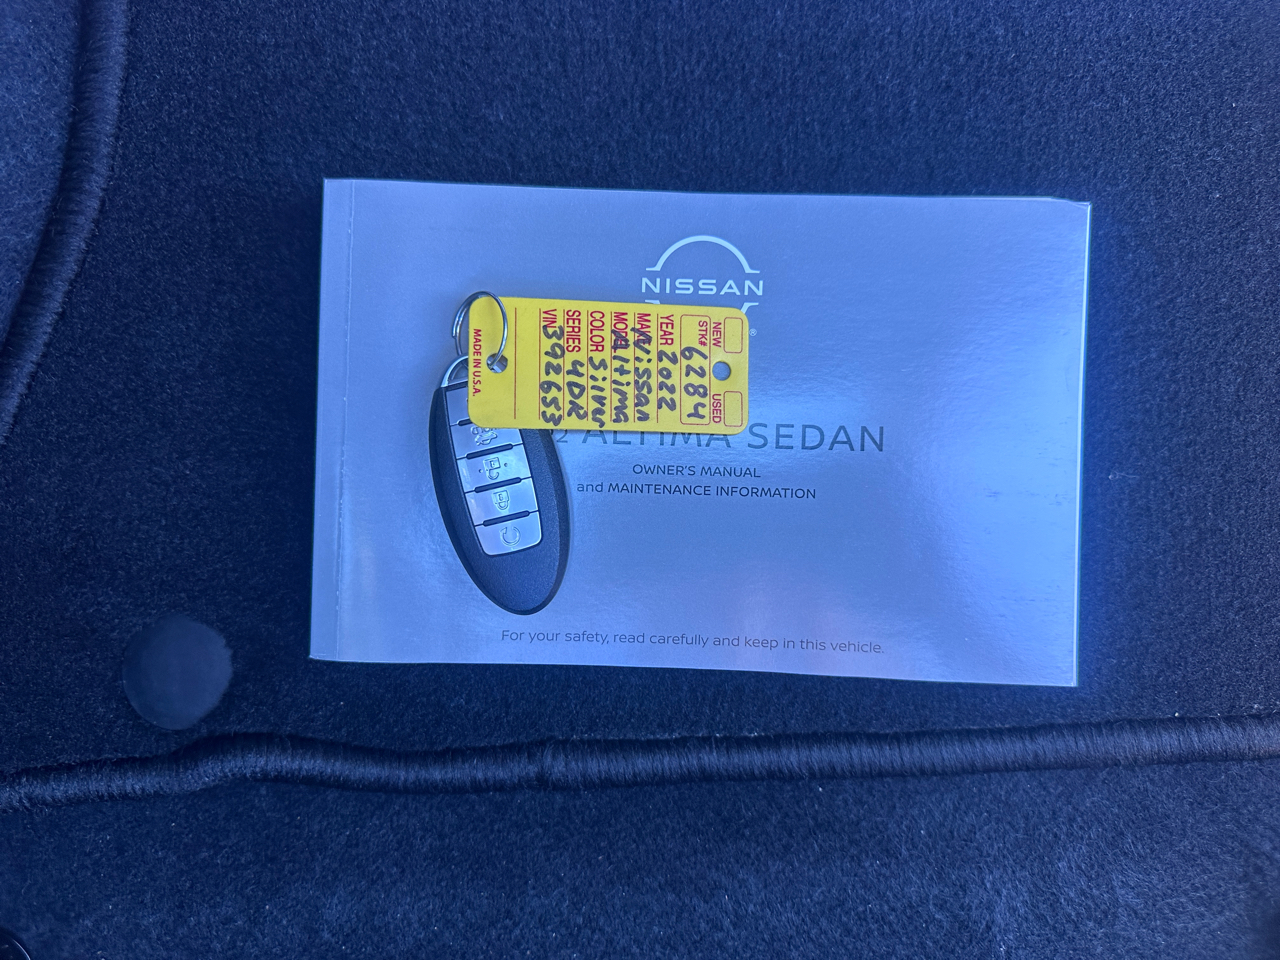 NISSAN
®
ALTIMA SEDAN
OWNER'S MANUAL
and MAINTENANCE INFORMATION
For your safety, read carefully and keep in this vehicle.
NEW USED
STK# 6284
YEAR 2022
MAKE Nissan
MODEL Altima
COLOR Silver
SERIES 4DR
VIN 392653
MADE IN U.S.A.